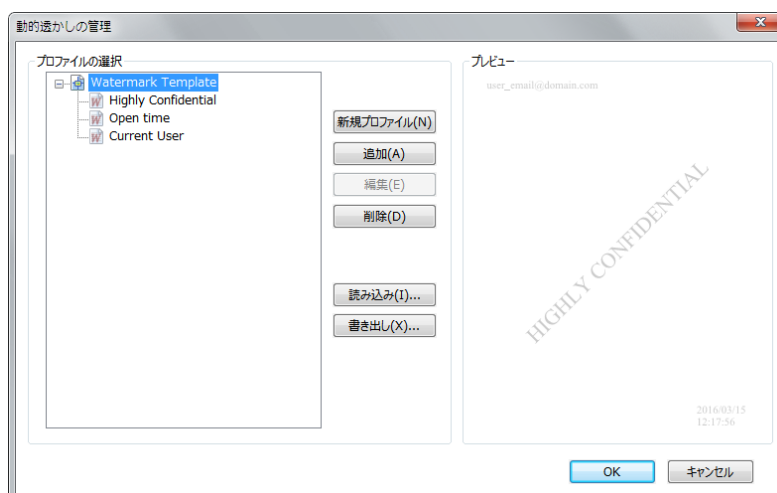 動的透かしの管理
プロファイルの選択
Watermark Template
Highly Confidential
Open time
Current User
新規プロファイル(N)
追加(A)
編集(E)
削除(D)
読み込み(I)...
書き出し(X)...
プレビュー
user_email@domain.com
HIGHLY CONFIDENTIAL
2016/03/15
12:17:56
OK
キャンセル